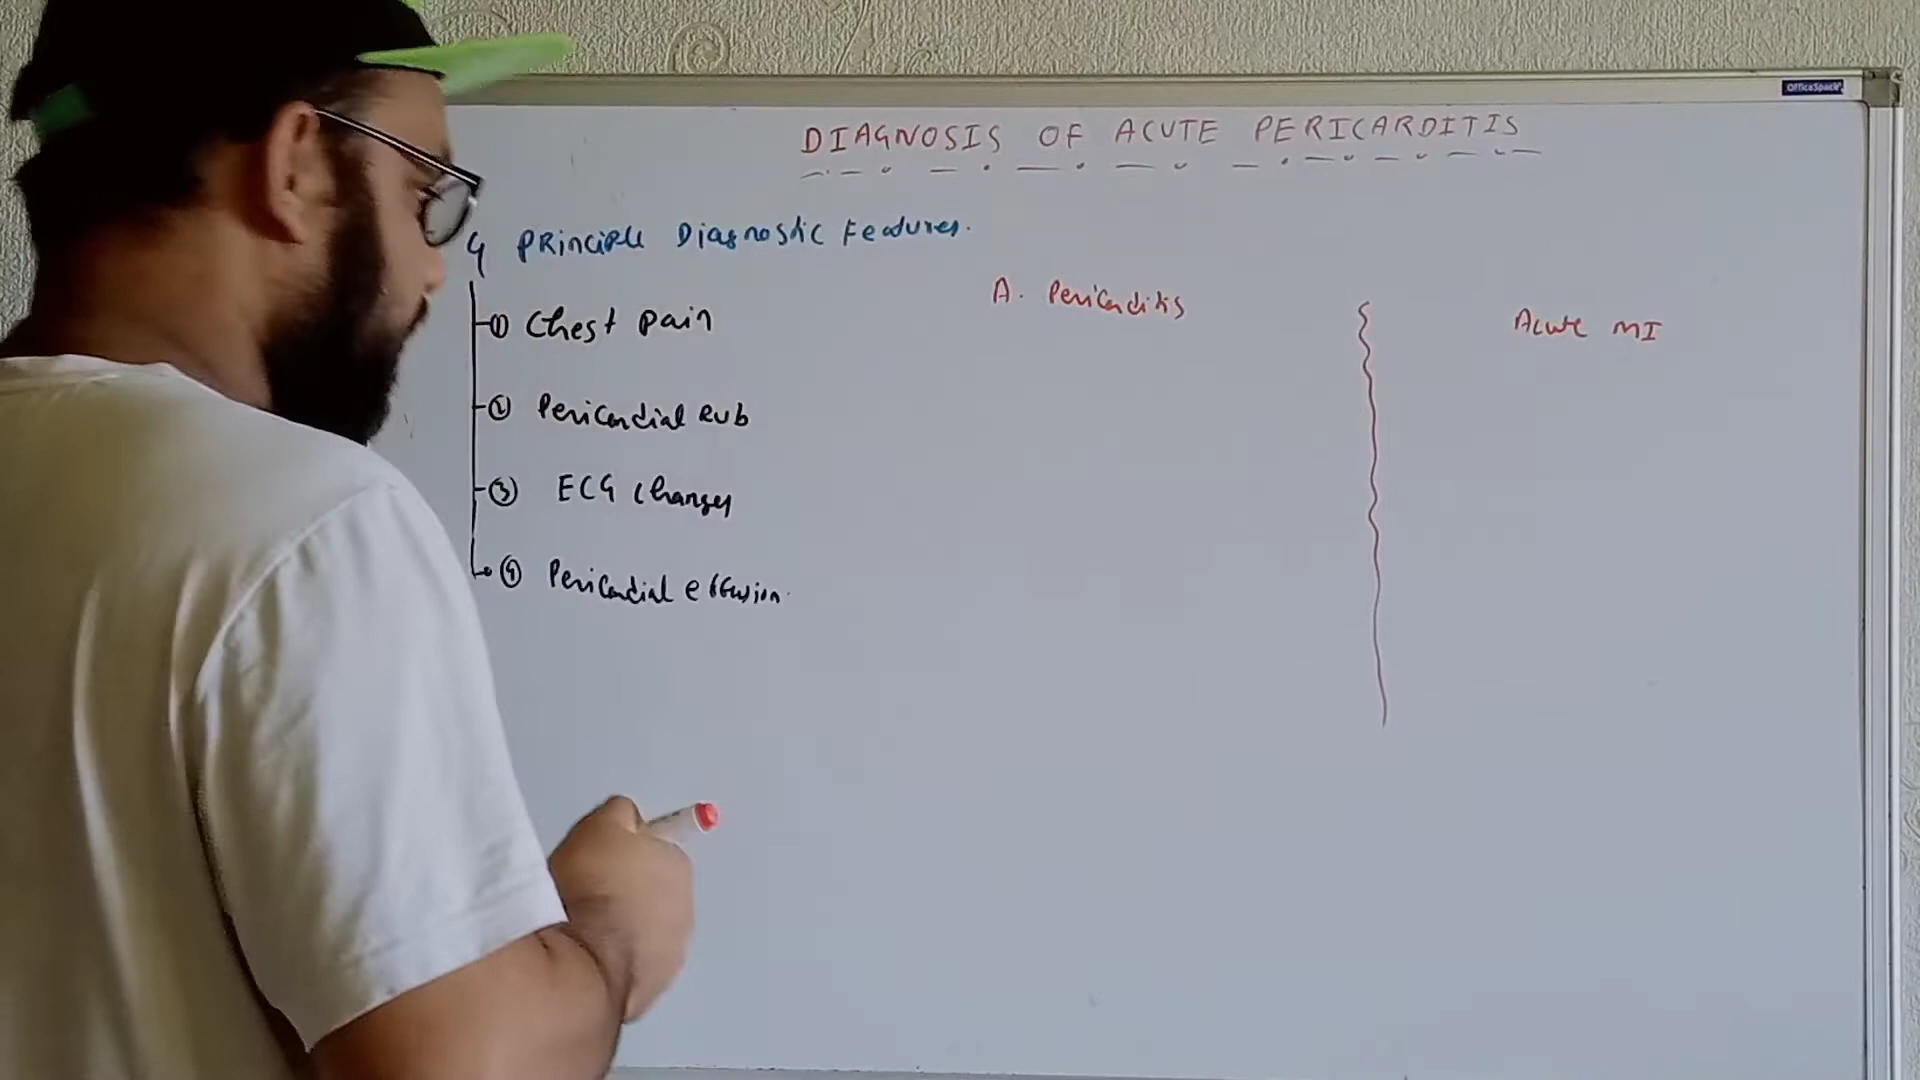 OfficeSpace
DIAGNOSIS OF ACUTE PERICARDITIS
4 PRinciple Diagnostic Features.
① Chest pain
② Pericardial Rub
③ ECG changes
④ Pericardial effusion.
A. Pericarditis
Acute MI